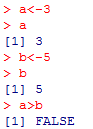 > a<-3
> a
[1] 3
> b<-5
> b
[1] 5
> a>b
[1] FALSE